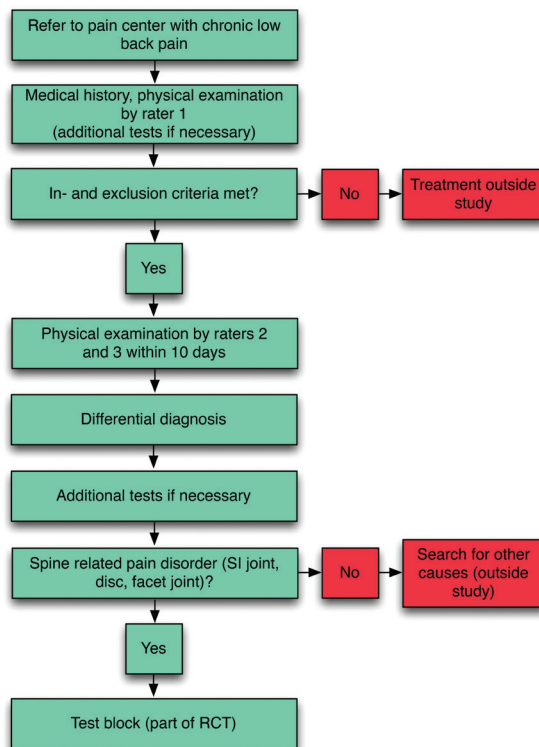 Refer to pain center with chronic low
back pain
Medical history, physical examination
by rater 1
(additional tests if necessary)
In- and exclusion criteria met?
No
Treatment outside
study
Yes
Physical examination by raters 2
and 3 within 10 days
Differential diagnosis
Additional tests if necessary
Spine related pain disorder (SI joint,
disc, facet joint)?
No
Search for other
causes (outside
study)
Yes
Test block (part of RCT)